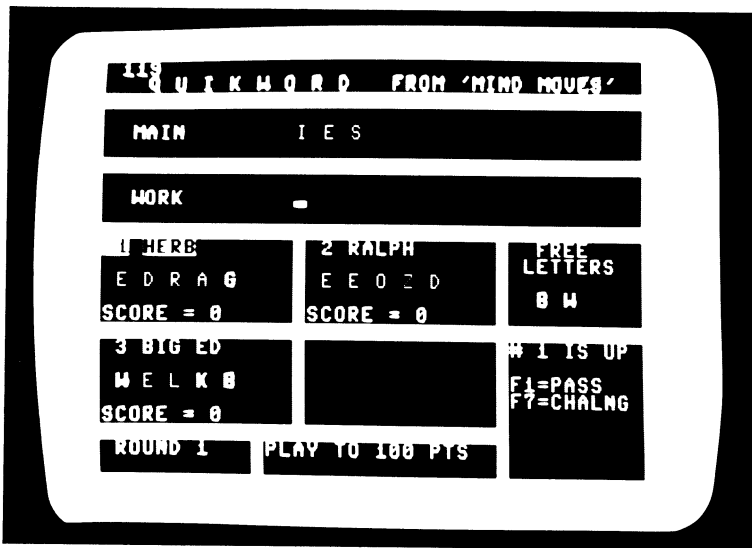 119
QUIKWORD FROM 'MIND MOVES'
MAIN I E S
WORK
1 HERB
E D R A G
SCORE = 0
2 RALPH
E E O D
SCORE = 0
FREE
LETTERS
B W
3 BIG ED
W E L K B
SCORE = 0
# 1 IS UP
F1=PASS
F7=CHALNG
ROUND 1
PLAY TO 100 PTS